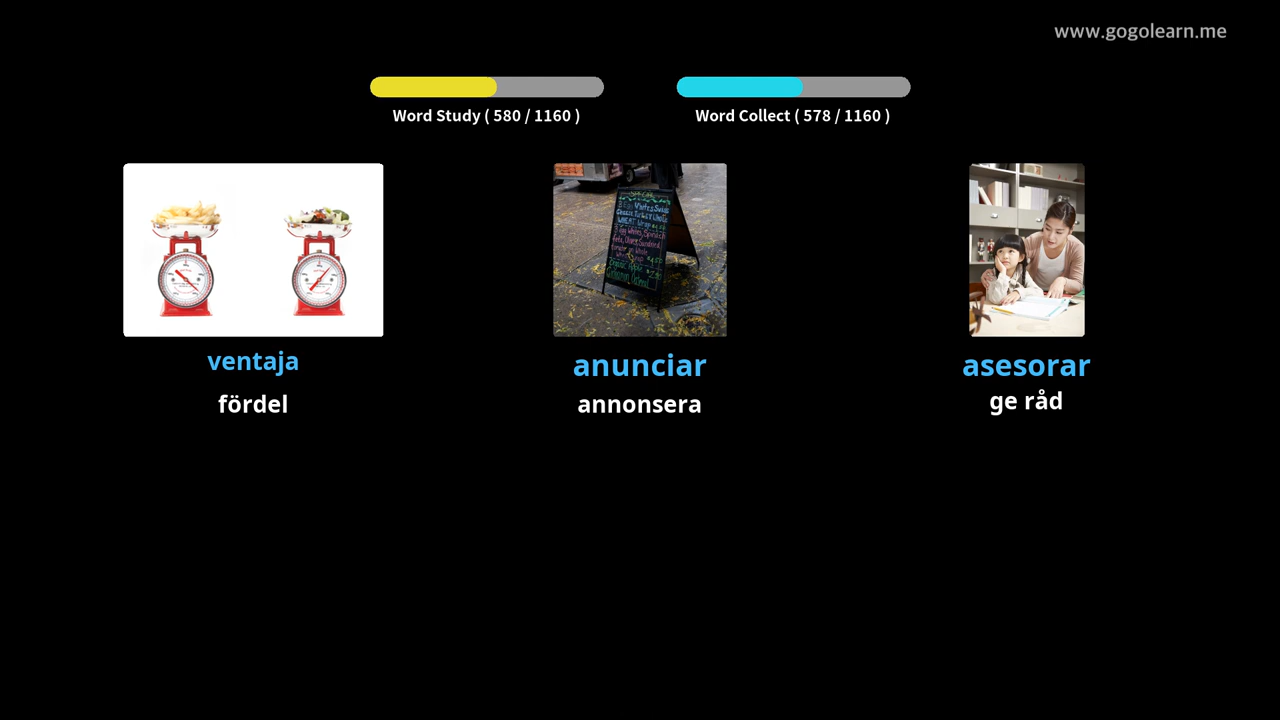 www.gogolearn.me
Word Study ( 580 / 1160 )
Word Collect ( 578 / 1160 )
ventaja
anunciar
asesorar
fördel
annonsera
ge råd